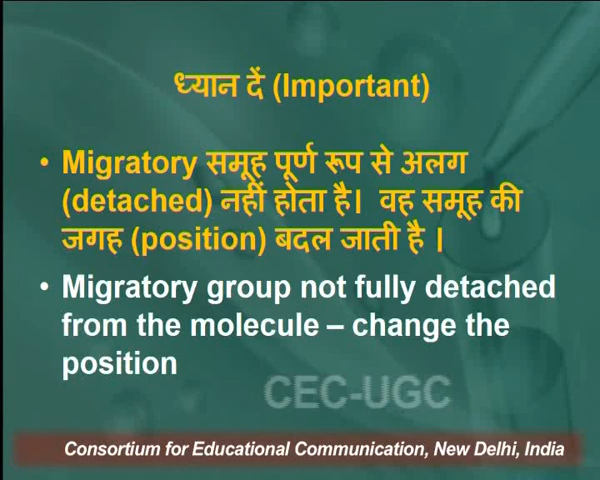 ध्यान दें (Important)
• Migratory समूह पूर्ण रूप से अलग
(detached) नहीं होता है। वह समूह की
जगह (position) बदल जाती है ।
• Migratory group not fully detached
from the molecule – change the
position
CEC-UGC
Consortium for Educational Communication, New Delhi, India